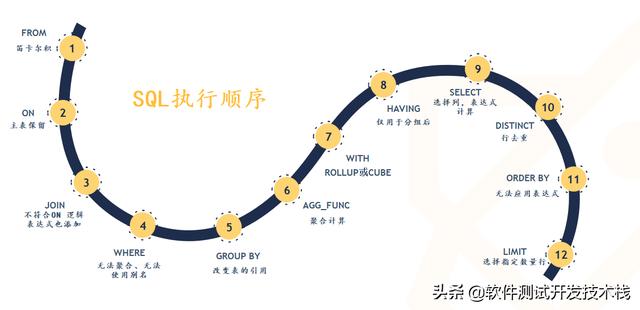 SQL执行顺序
FROM
笛卡尔积
1
ON
主表保留
2
JOIN
不符合ON 逻辑
表达式也添加
3
WHERE
无法聚合、无法
使用别名
4
GROUP BY
改变表的引用
5
AGG_FUNC
聚合计算
6
WITH
ROLLUP或CUBE
7
HAVING
仅用于分组后
8
SELECT
选择列，表达式
计算
9
DISTINCT
行去重
10
ORDER BY
无法应用表达式
11
LIMIT
选择指定数量行
12
头条 @软件测试开发技术栈